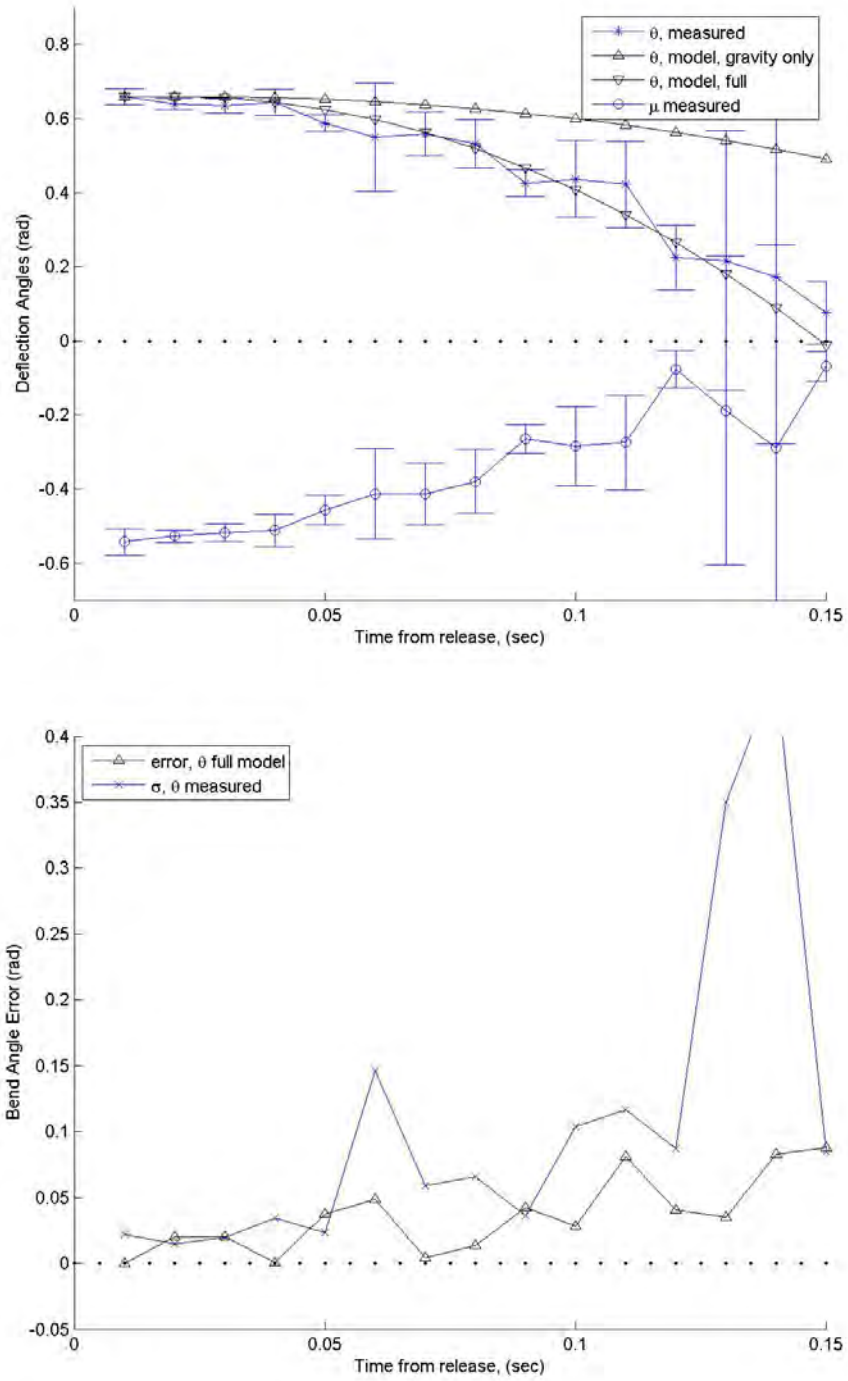 0.8
0.6
0.4
0.2
0
-0.2
-0.4
-0.6
Deflection Angles (rad)
θ, measured
θ, model, gravity only
θ, model, full
μ measured
0
0.05
0.1
0.15
Time from release, (sec)
0.4
0.35
0.3
0.25
0.2
0.15
0.1
0.05
0
-0.05
Bend Angle Error (rad)
error, θ full model
σ, θ measured
0
0.05
0.1
0.15
Time from release, (sec)